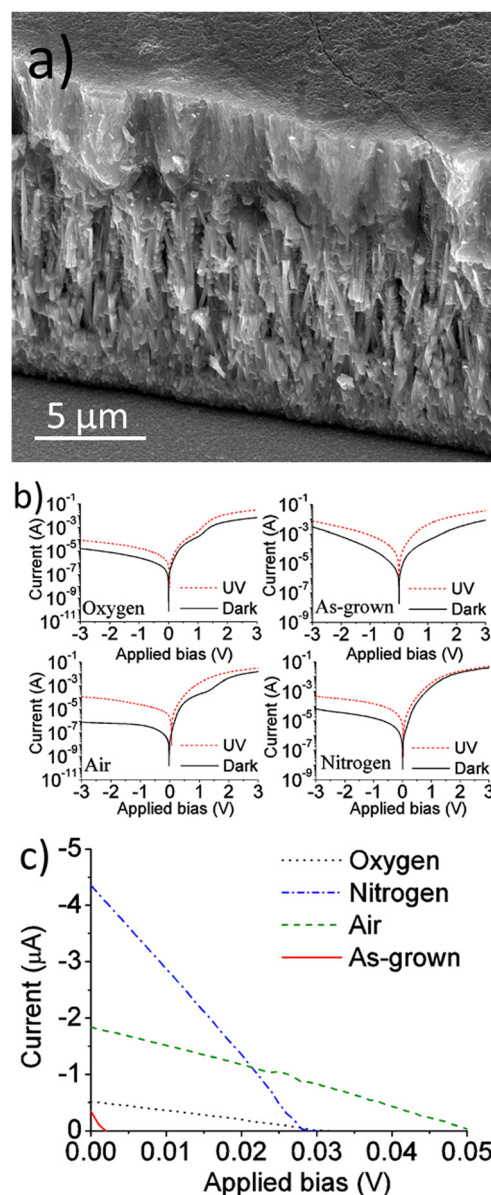 a)
5 μm
b)
10^-1
10^-3
10^-5
10^-7
10^-9
10^-11
Current (A)
UV
Dark
Oxygen
-3 -2 -1 0 1 2 3
Applied bias (V)
10^-1
10^-3
10^-5
10^-7
10^-9
Current (A)
UV
Dark
As-grown
-3 -2 -1 0 1 2 3
Applied bias (V)
10^-1
10^-3
10^-5
10^-7
10^-9
10^-11
Current (A)
UV
Dark
Air
-3 -2 -1 0 1 2 3
Applied bias (V)
10^-1
10^-3
10^-5
10^-7
10^-9
Current (A)
UV
Dark
Nitrogen
-3 -2 -1 0 1 2 3
Applied bias (V)
c)
-5
-4
-3
-2
-1
0
Current (μA)
Oxygen
Nitrogen
Air
As-grown
0.00 0.01 0.02 0.03 0.04 0.05
Applied bias (V)